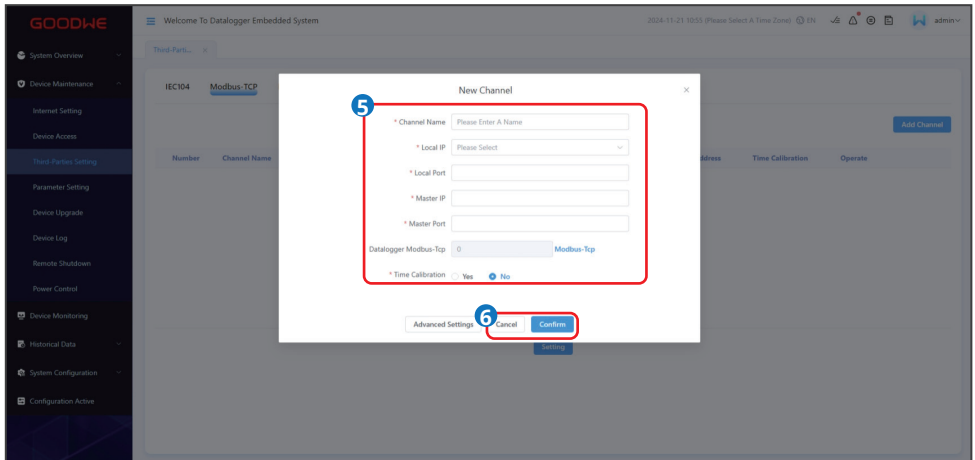 GOODWE
Welcome To Datalogger Embedded System
2024-11-21 10:55 (Please Select A Time Zone)
EN
admin
System Overview
Third-Parti...
Device Maintenance
Internet Setting
Device Access
Third-Parties Setting
Parameter Setting
Device Upgrade
Device Log
Remote Shutdown
Power Control
Device Monitoring
Historical Data
System Configuration
Configuration Active
IEC104
Modbus-TCP
Add Channel
Number
Channel Name
ddress
Time Calibration
Operate
New Channel
5
* Channel Name
Please Enter A Name
* Local IP
Please Select
* Local Port
* Master IP
* Master Port
Datalogger Modbus-Tcp
0
Modbus-Tcp
* Time Calibration
Yes
No
6
Advanced Settings
Cancel
Confirm
Setting